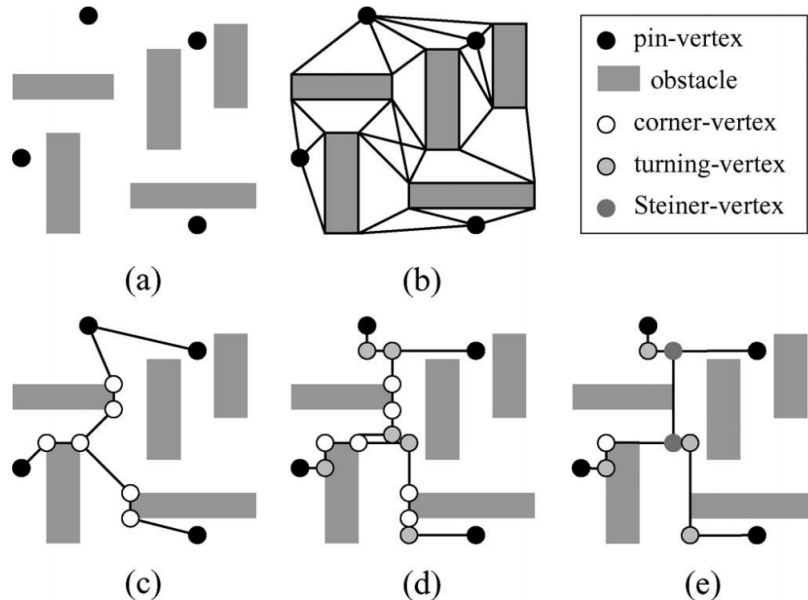 pin-vertex
obstacle
corner-vertex
turning-vertex
Steiner-vertex
(a)
(b)
(c)
(d)
(e)